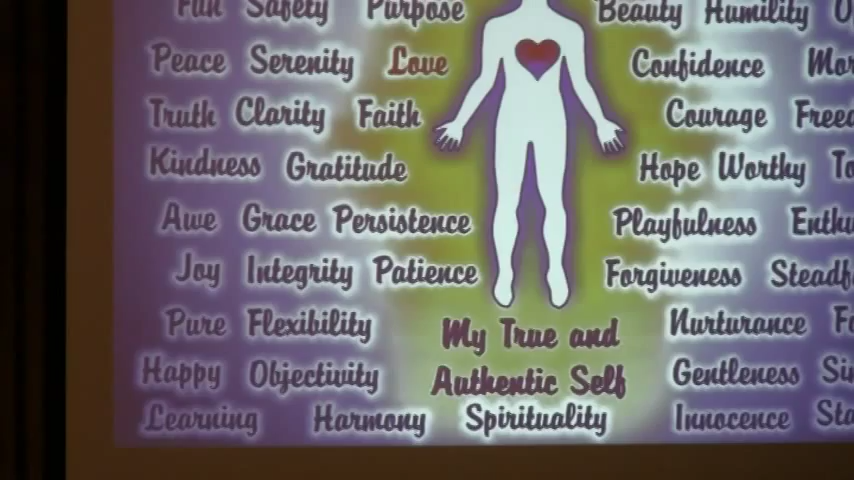 Fun Safety Purpose Beauty Humility
Peace Serenity Love Confidence
Truth Clarity Faith Courage
Kindness Gratitude Hope Worthy
Awe Grace Persistence Playfulness
Joy Integrity Patience Forgiveness
Pure Flexibility My True and Nurturance
Happy Objectivity Authentic Self Gentleness
Learning Harmony Spirituality Innocence